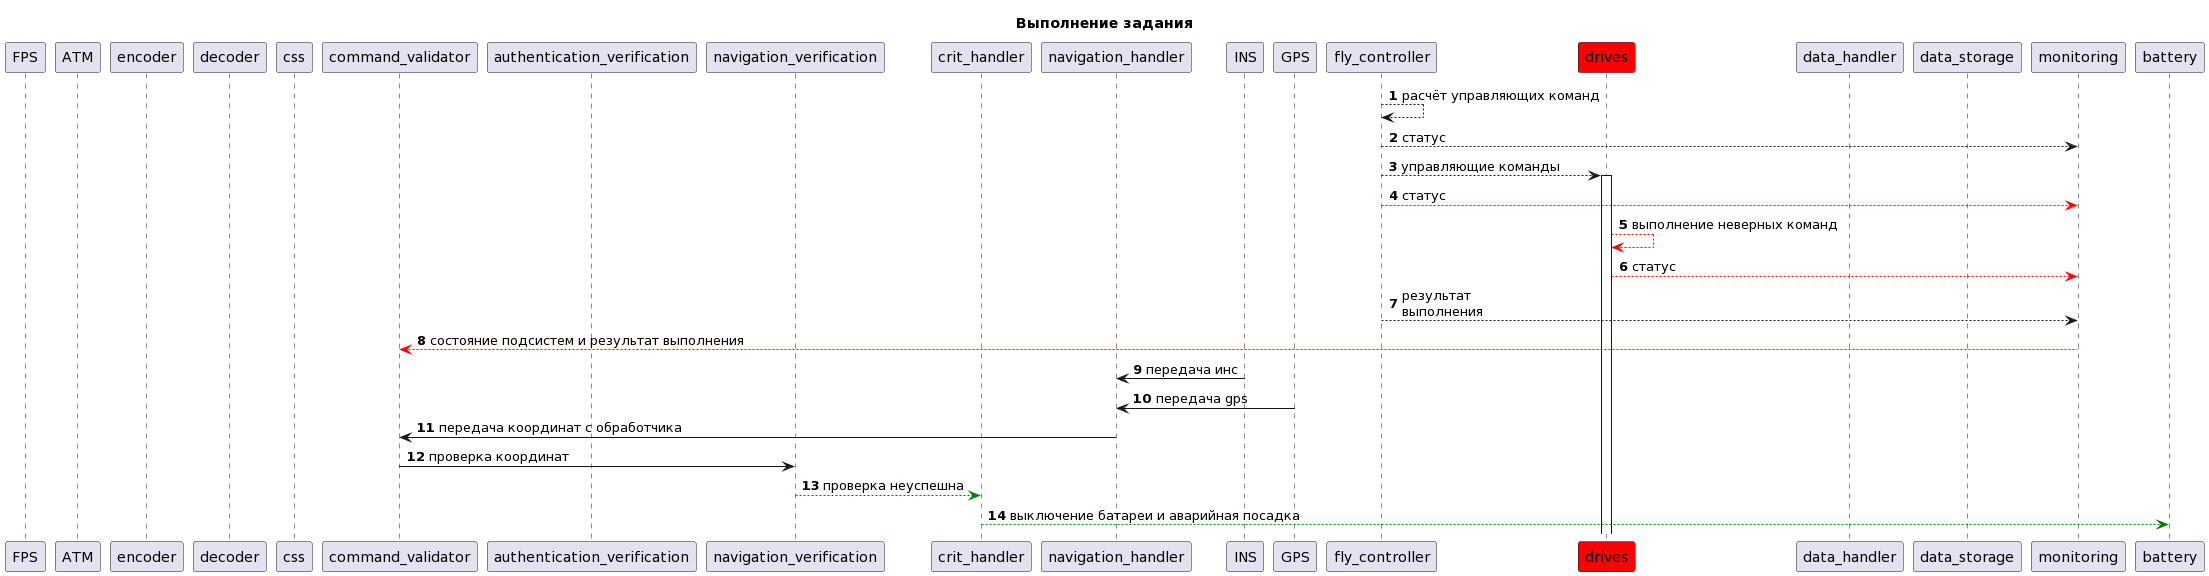 Выполнение задания
FPS ATM encoder decoder css command_validator authentication_verification navigation_verification crit_handler navigation_handler INS GPS fly_controller drives data_handler data_storage monitoring battery
1 расчёт управляющих команд
2 статус
3 управляющие команды
4 статус
5 выполнение неверных команд
6 статус
7 результат
выполнения
8 состояние подсистем и результат выполнения
9 передача инс
10 передача gps
11 передача координат с обработчика
12 проверка координат
13 проверка неуспешна
14 выключение батареи и аварийная посадка
FPS ATM encoder decoder css command_validator authentication_verification navigation_verification crit_handler navigation_handler INS GPS fly_controller drives data_handler data_storage monitoring battery